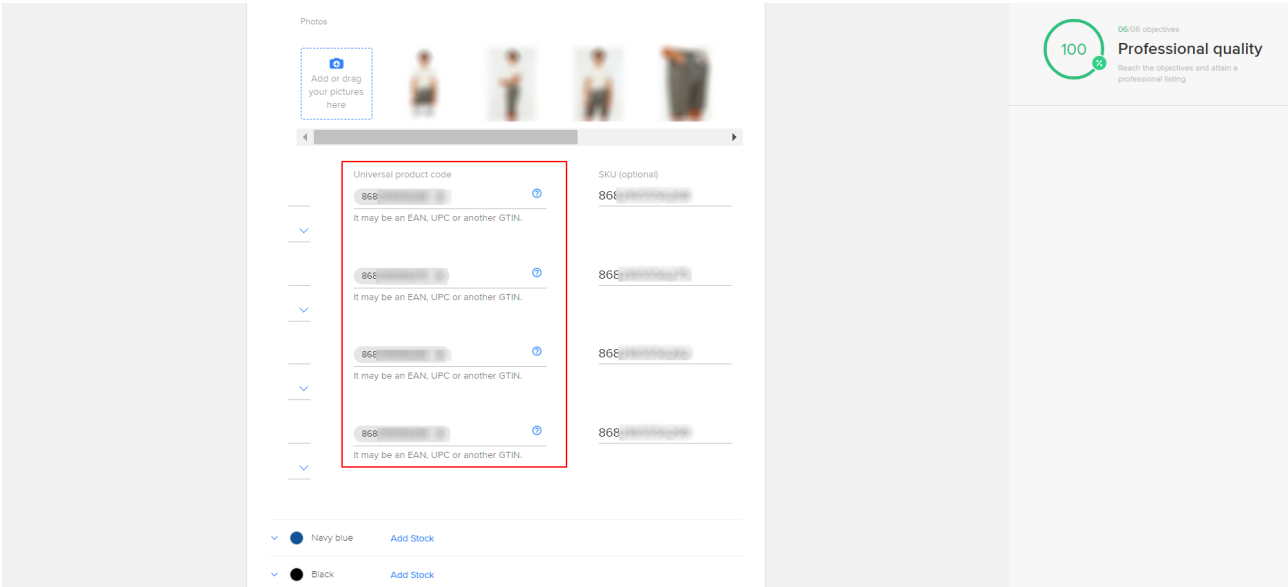 Photos
Add or drag
your pictures
here
06/06 objectives
100
%
Professional quality
Reach the objectives and attain a
professional listing.
Universal product code
SKU (optional)
868
868
It may be an EAN, UPC or another GTIN.
868
868
It may be an EAN, UPC or another GTIN.
868
868
It may be an EAN, UPC or another GTIN.
868
868
It may be an EAN, UPC or another GTIN.
Navy blue
Add Stock
Black
Add Stock